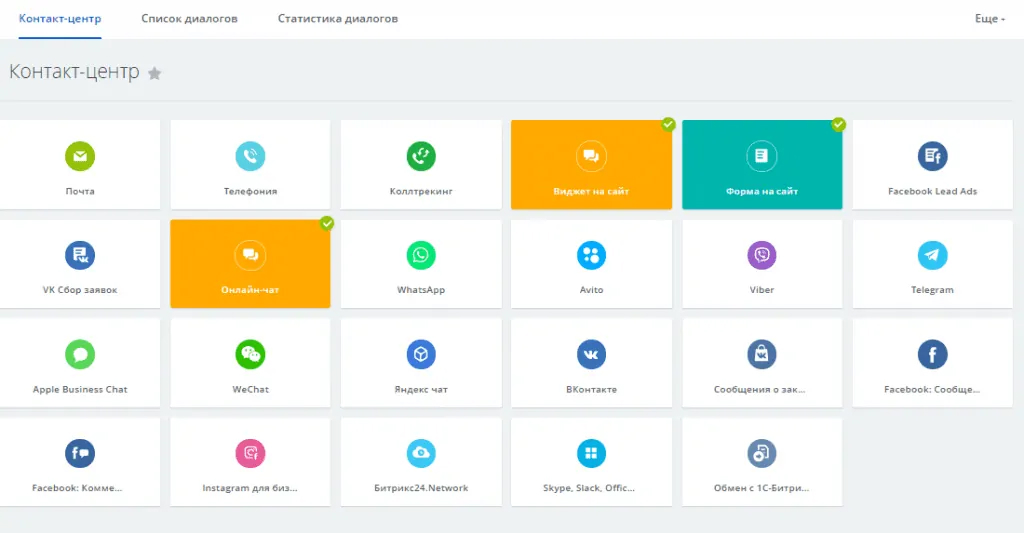 Контакт-центр
Список диалогов
Статистика диалогов
Еще
Контакт-центр
Почта
Телефония
Коллтрекинг
Виджет на сайт
Форма на сайт
Facebook Lead Ads
VK Сбор заявок
Онлайн-чат
WhatsApp
Avito
Viber
Telegram
Apple Business Chat
WeChat
Яндекс чат
ВКонтакте
Сообщения о зак...
Facebook: Сообще...
Facebook: Комме...
Instagram для биз...
Битрикс24.Network
Skype, Slack, Offic...
Обмен с 1С-Битри...